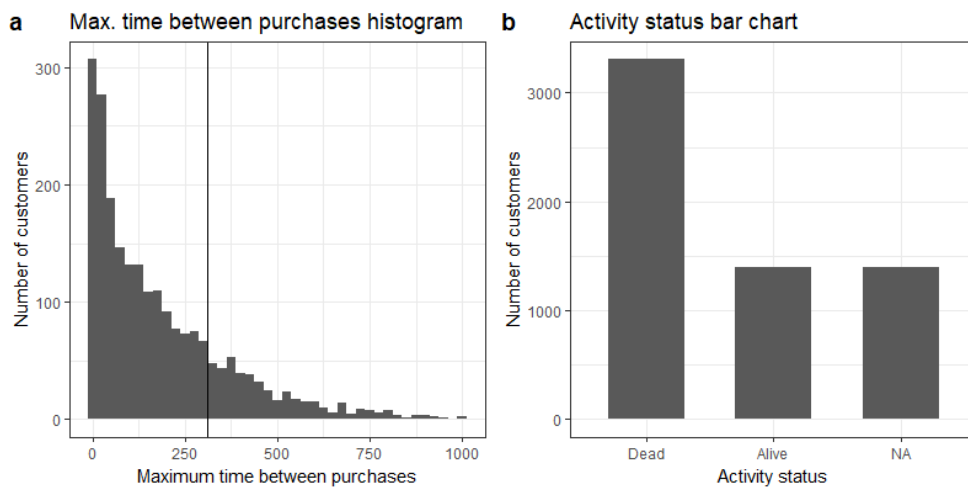 a Max. time between purchases histogram
Number of customers
300
200
100
0
0 250 500 750 1000
Maximum time between purchases
b Activity status bar chart
Number of customers
3000
2000
1000
0
Dead Alive NA
Activity status